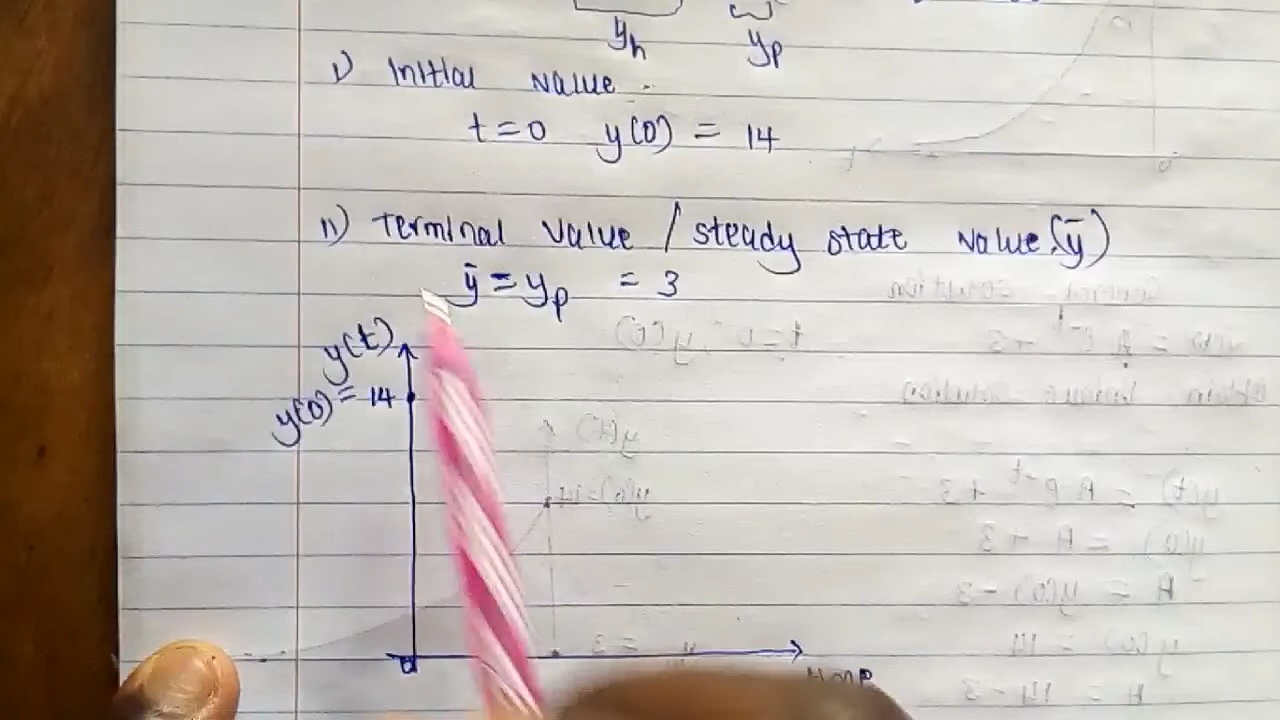 yh yp
i) Initial value.
t=0 y(0) = 14
ii) Terminal value / steady state value (ȳ)
ȳ = yp = 3
y(t)
y(0) = 14
0